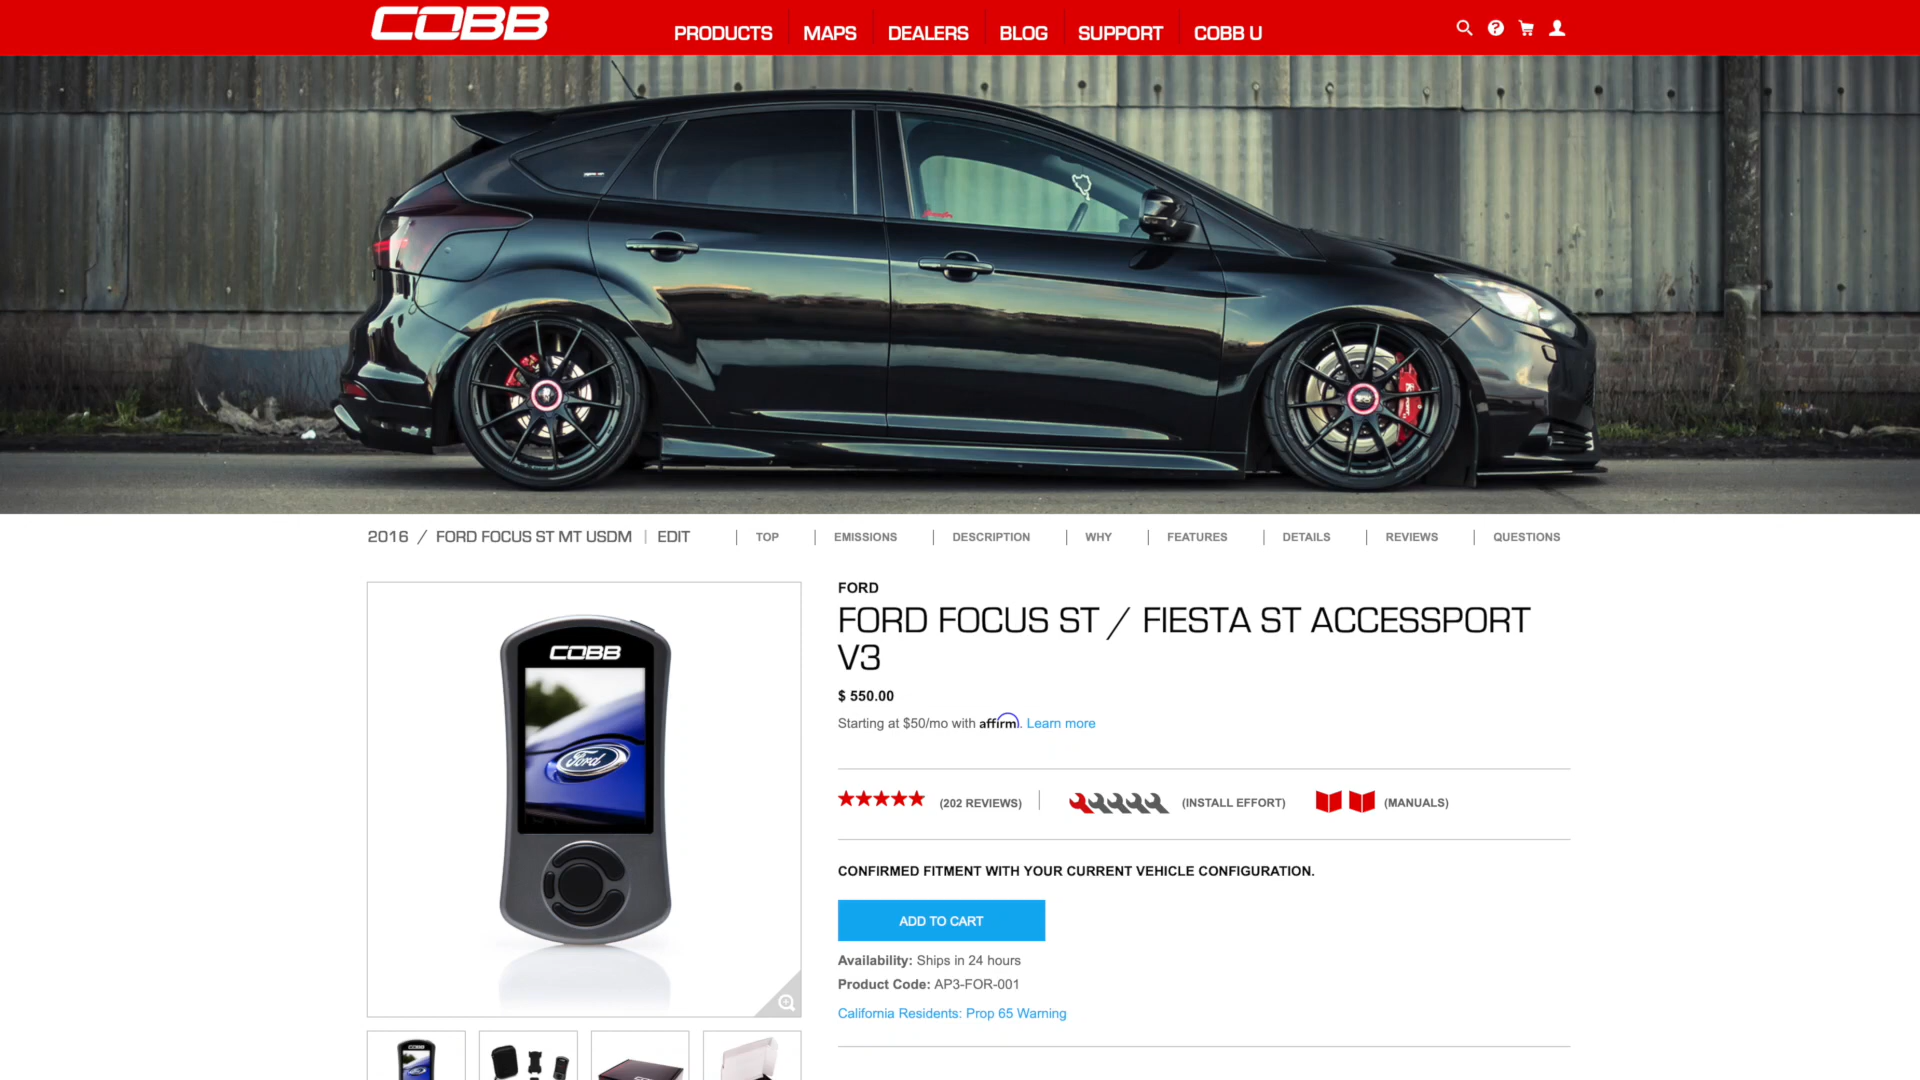 COBB
PRODUCTS MAPS DEALERS BLOG SUPPORT COBB U
2016 / FORD FOCUS ST MT USDM | EDIT
TOP EMISSIONS DESCRIPTION WHY FEATURES DETAILS REVIEWS QUESTIONS
COBB
Ford
FORD
FORD FOCUS ST / FIESTA ST ACCESSPORT
V3
$ 550.00
Starting at $50/mo with affirm. Learn more
(202 REVIEWS) (INSTALL EFFORT) (MANUALS)
CONFIRMED FITMENT WITH YOUR CURRENT VEHICLE CONFIGURATION.
ADD TO CART
Availability: Ships in 24 hours
Product Code: AP3-FOR-001
California Residents: Prop 65 Warning
COBB
COBB